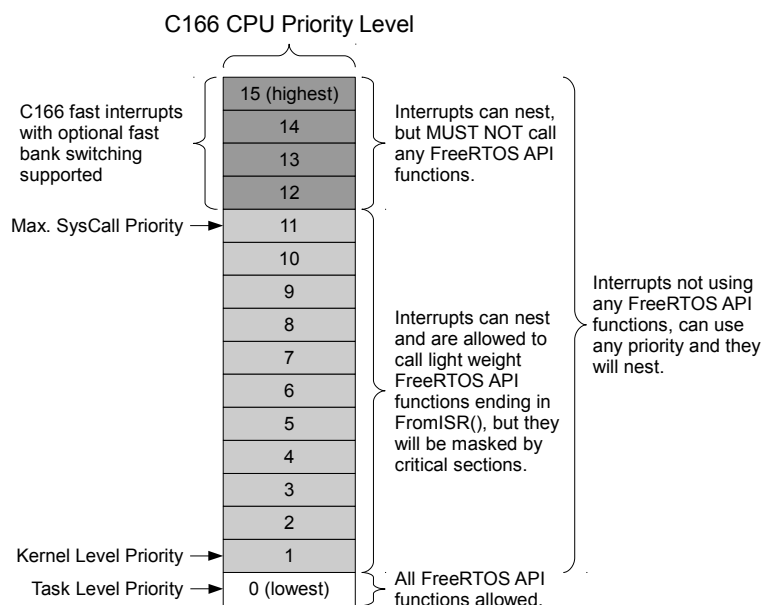 C166 CPU Priority Level
C166 fast interrupts
with optional fast
bank switching
supported
Max. SysCall Priority
Kernel Level Priority
Task Level Priority
15 (highest)
14
13
12
11
10
9
8
7
6
5
4
3
2
1
0 (lowest)
Interrupts can nest,
but MUST NOT call
any FreeRTOS API
functions.
Interrupts can nest
and are allowed to
call light weight
FreeRTOS API
functions ending in
FromISR(), but they
will be masked by
critical sections.
All FreeRTOS API
functions allowed.
Interrupts not using
any FreeRTOS API
functions, can use
any priority and they
will nest.